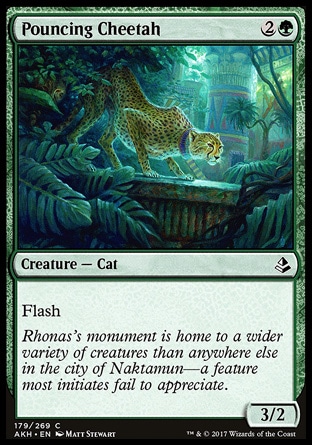 Pouncing Cheetah 2
Creature — Cat
Flash
Rhonas's monument is home to a wider
variety of creatures than anywhere else
in the city of Naktamun—a feature
most initiates fail to appreciate.
3/2
179/269 C
AKH • EN Matt Stewart
™ & © 2017 Wizards of the Coast